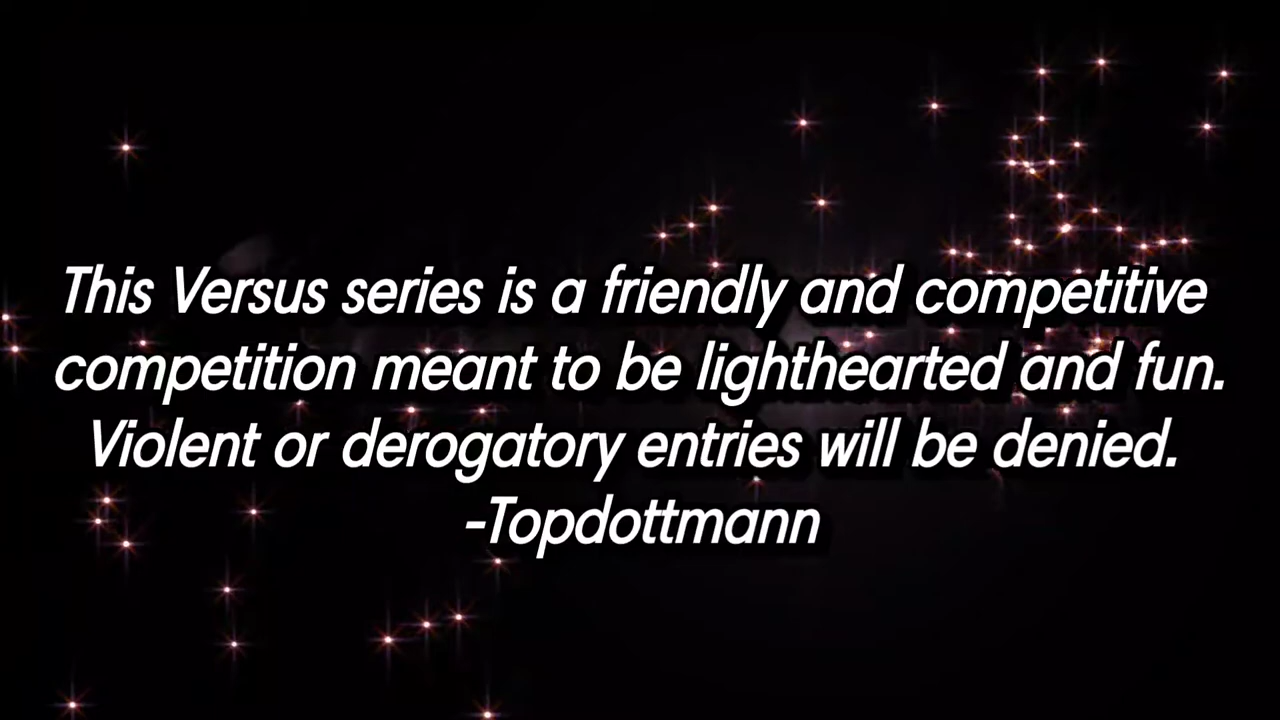 This Versus series is a friendly and competitive
competition meant to be lighthearted and fun.
Violent or derogatory entries will be denied.
-Topdottmann